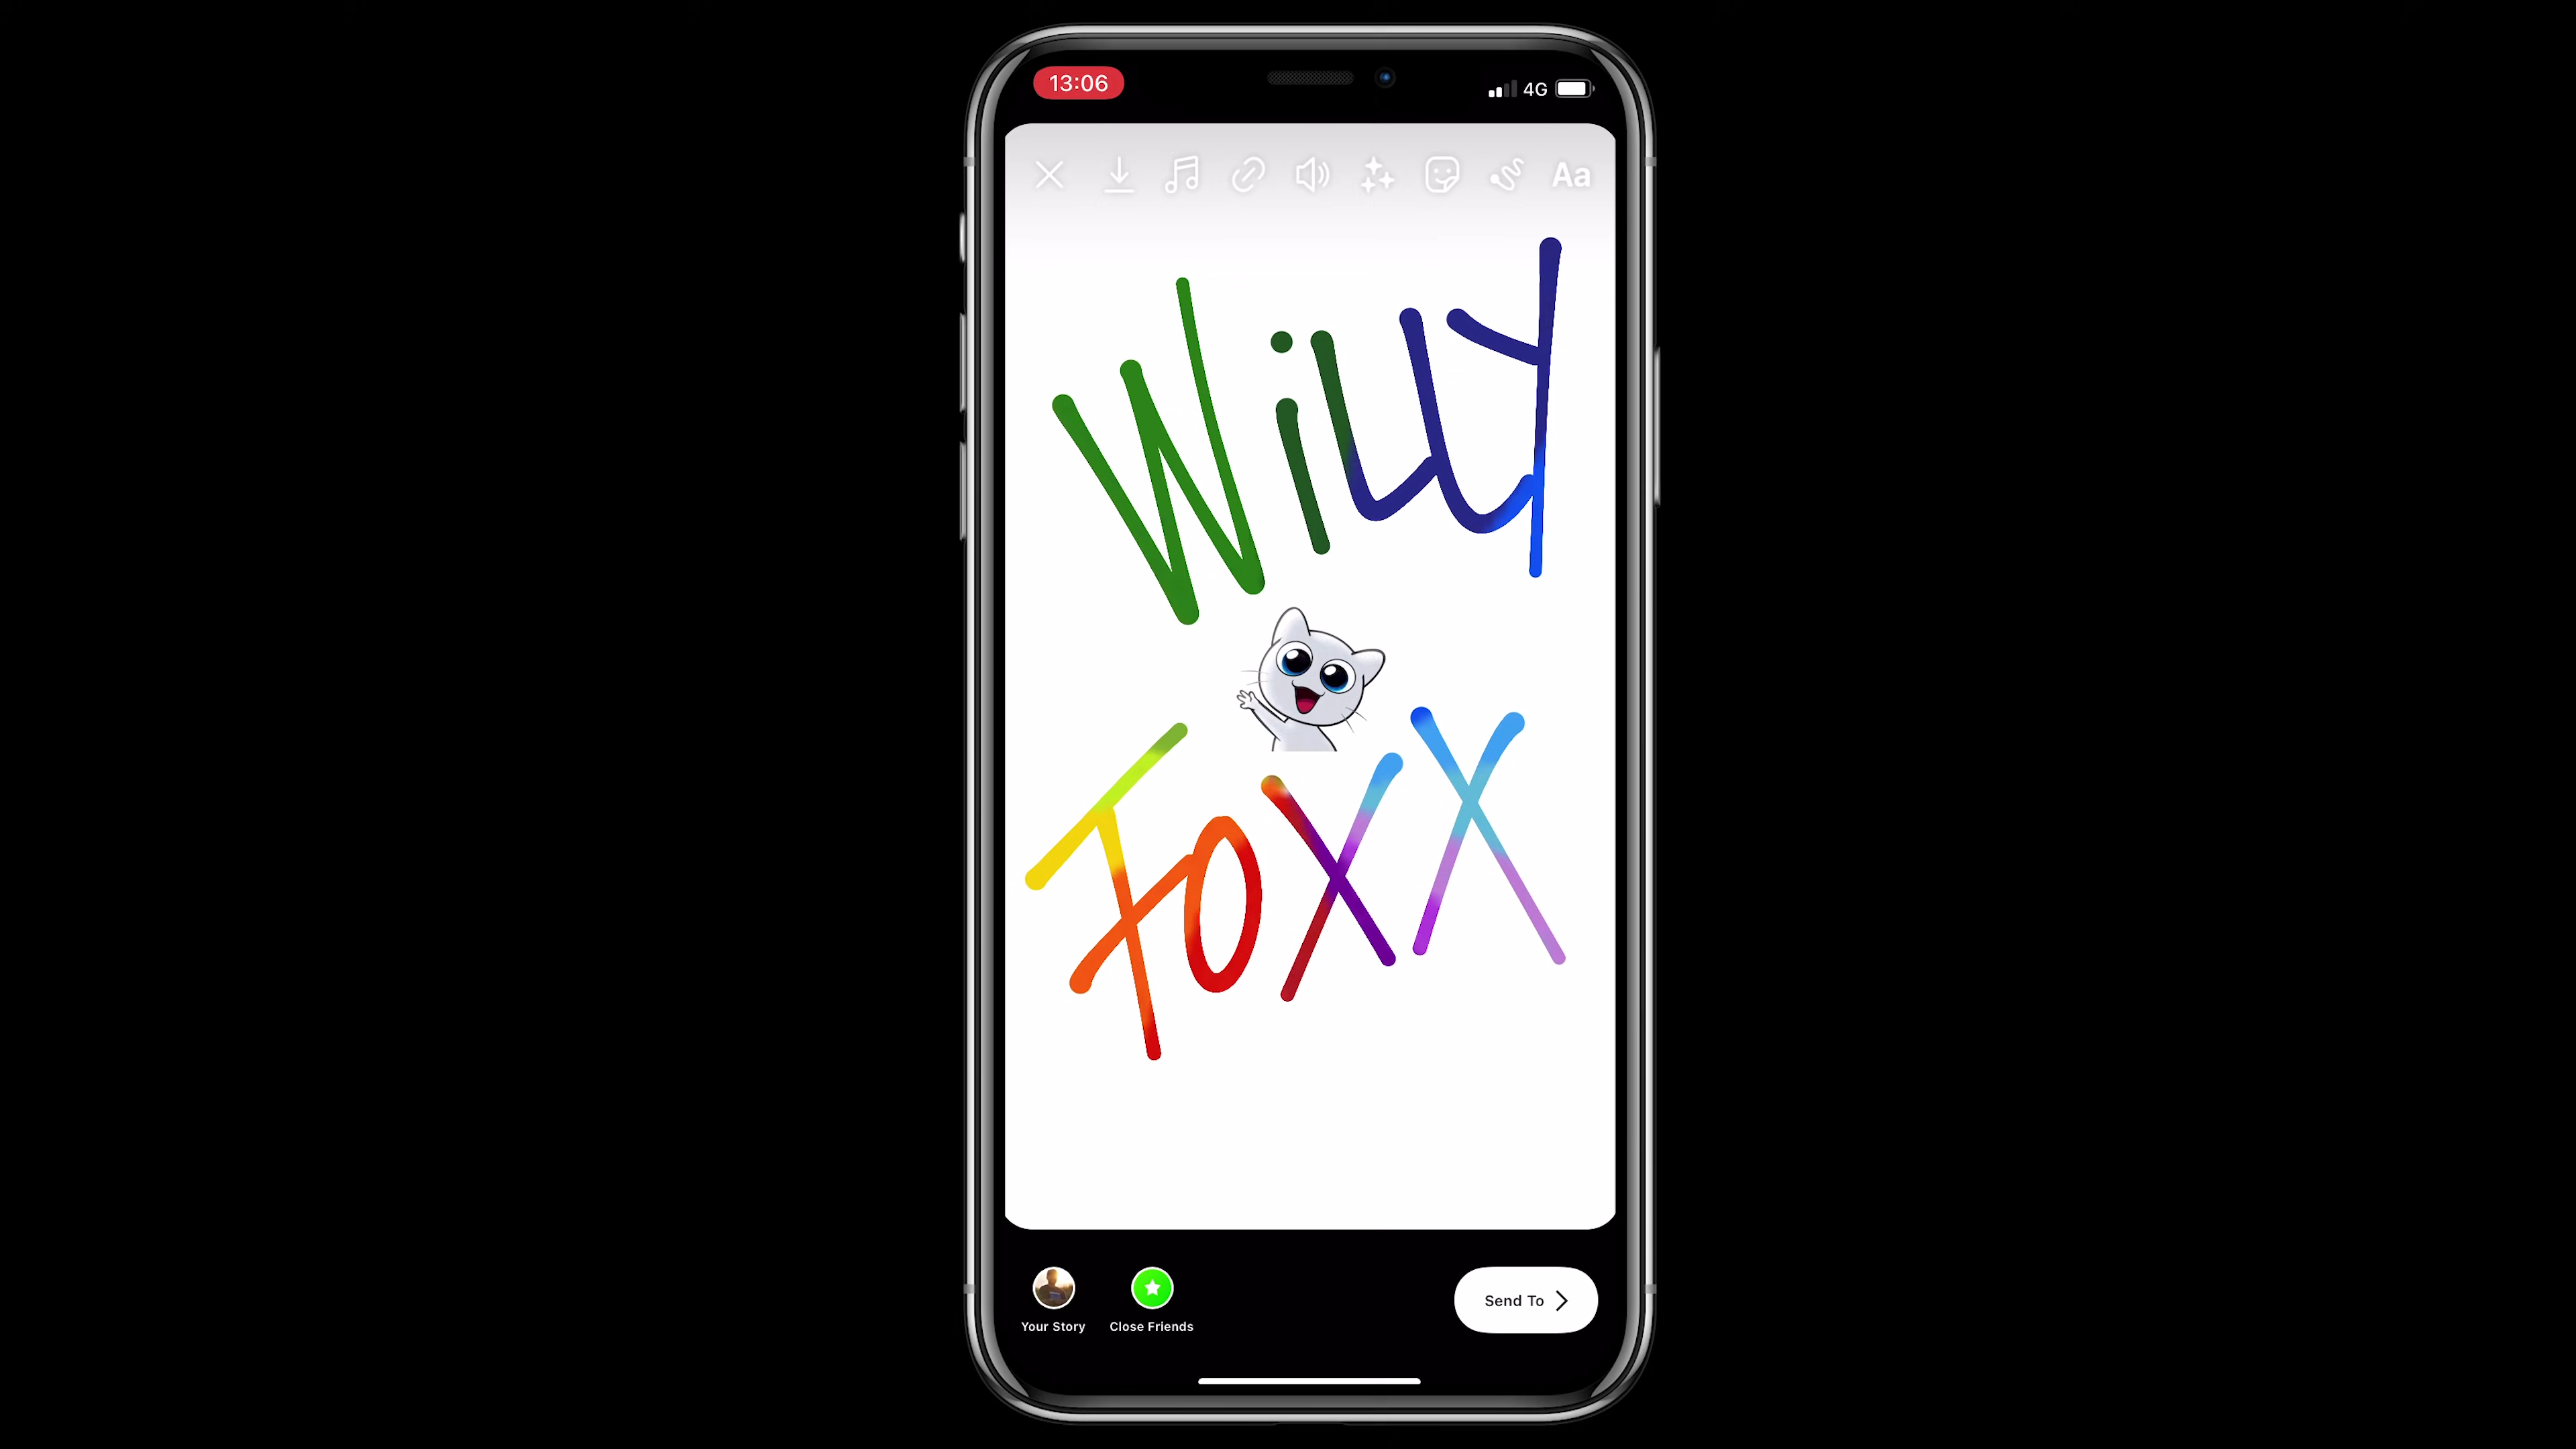 13:06
4G
Aa
WiLLY
FOXX
Your Story
Close Friends
Send To